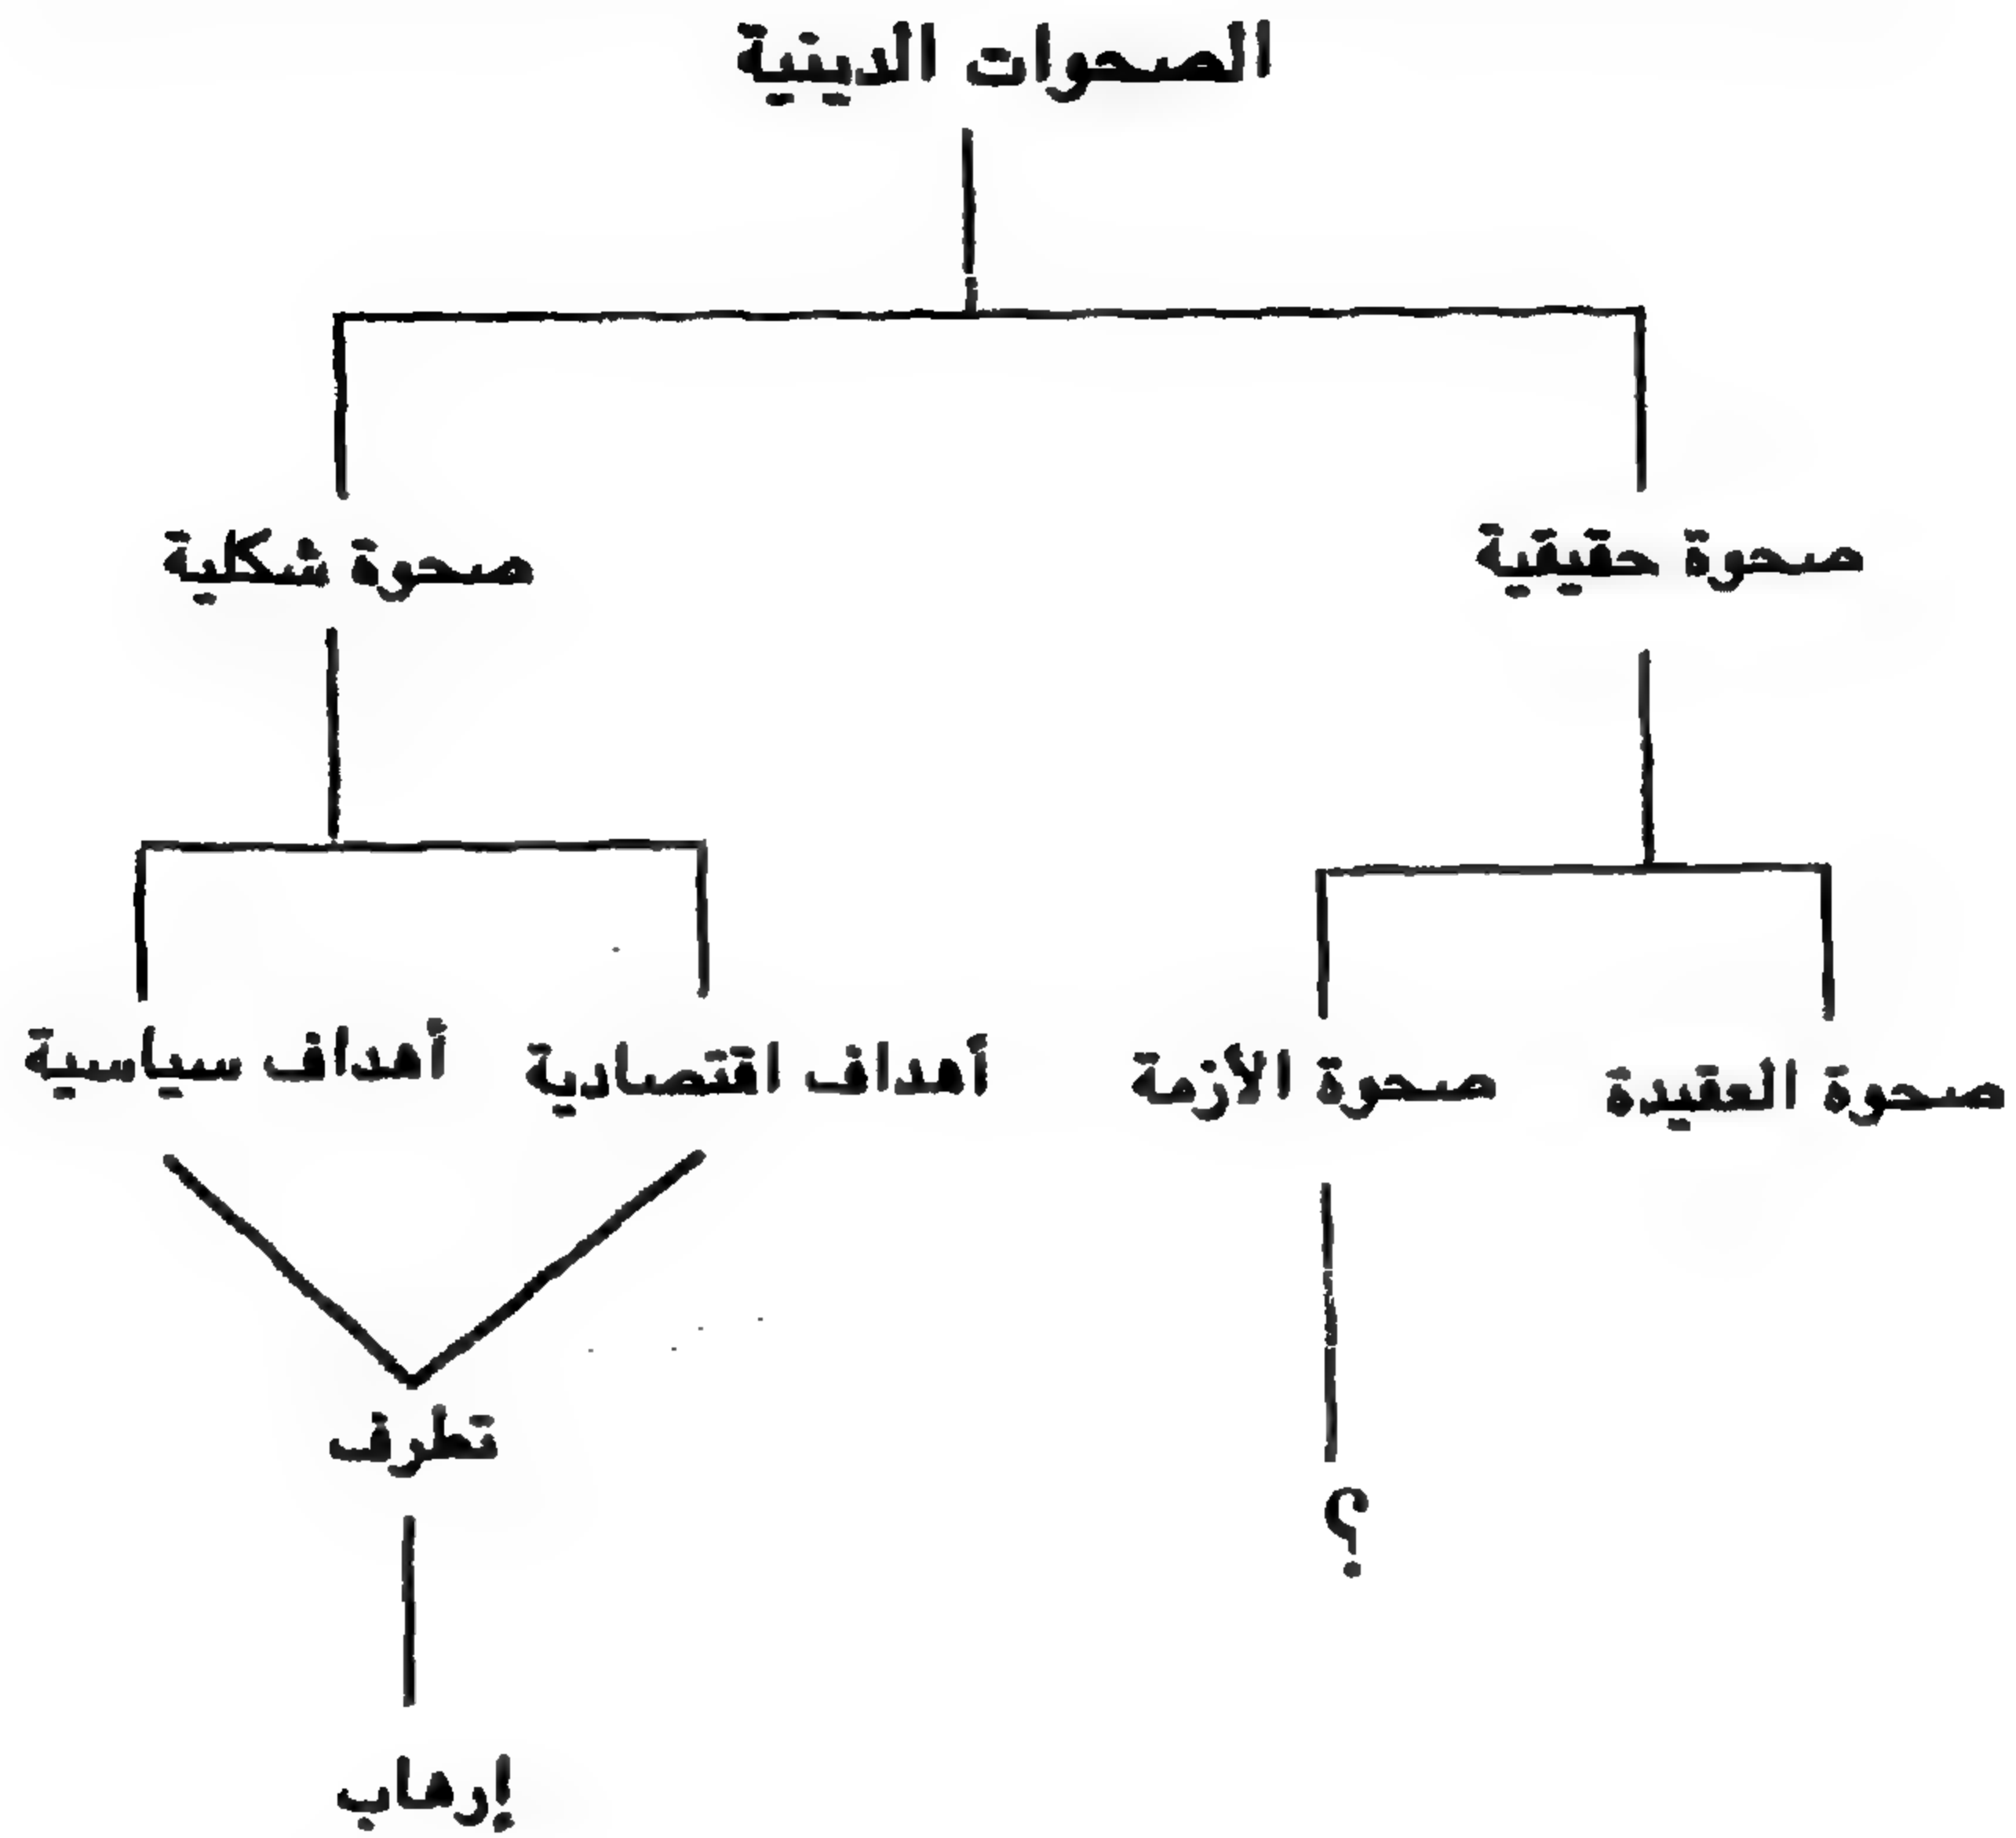 الصحوات الدينية
صحوة حقيقية
صحوة شكلية
صحوة العقيدة
صحوة الأزمة
أهداف اقتصادية
أهداف سياسية
؟
تطرف
إرهاب